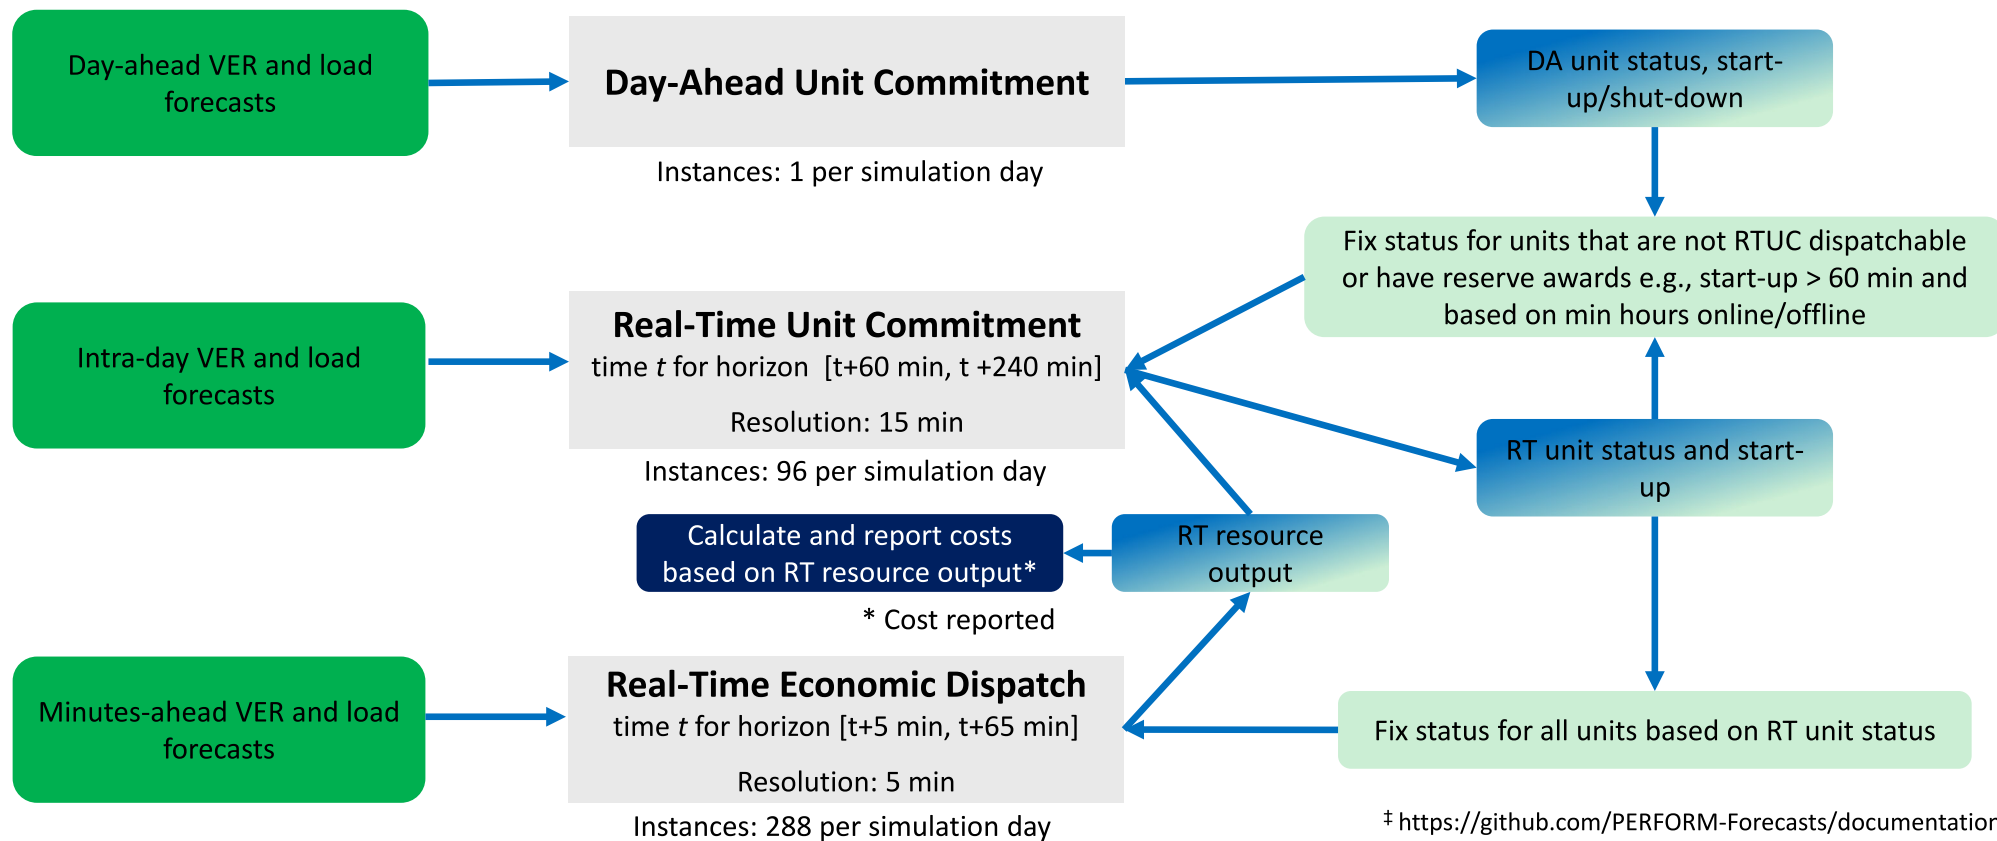 Day-ahead VER and load
forecasts
Day-Ahead Unit Commitment
Instances: 1 per simulation day
DA unit status, start-
up/shut-down
Fix status for units that are not RTUC dispatchable
or have reserve awards e.g., start-up > 60 min and
based on min hours online/offline
Intra-day VER and load
forecasts
Real-Time Unit Commitment
time t for horizon [t+60 min, t +240 min]
Resolution: 15 min
Instances: 96 per simulation day
RT unit status and start-
up
Calculate and report costs
based on RT resource output*
* Cost reported
RT resource
output
Minutes-ahead VER and load
forecasts
Real-Time Economic Dispatch
time t for horizon [t+5 min, t+65 min]
Resolution: 5 min
Instances: 288 per simulation day
Fix status for all units based on RT unit status
‡ https://github.com/PERFORM-Forecasts/documentation